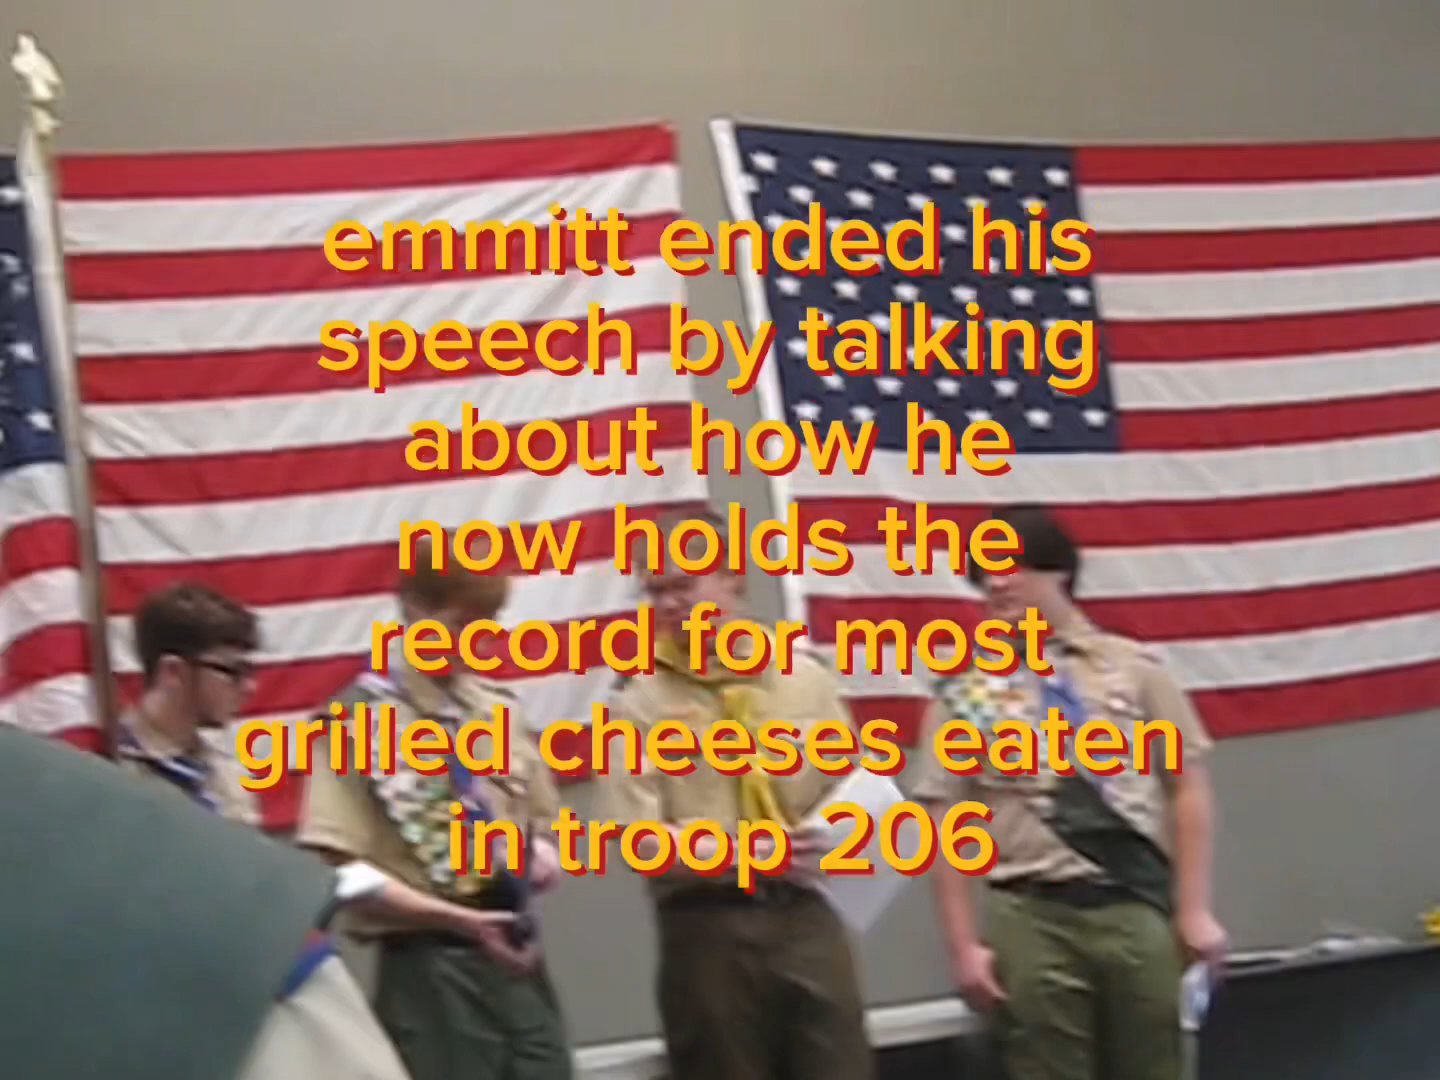 emmitt ended his
speech by talking
about how he
now holds the
record for most
grilled cheeses eaten
in troop 206